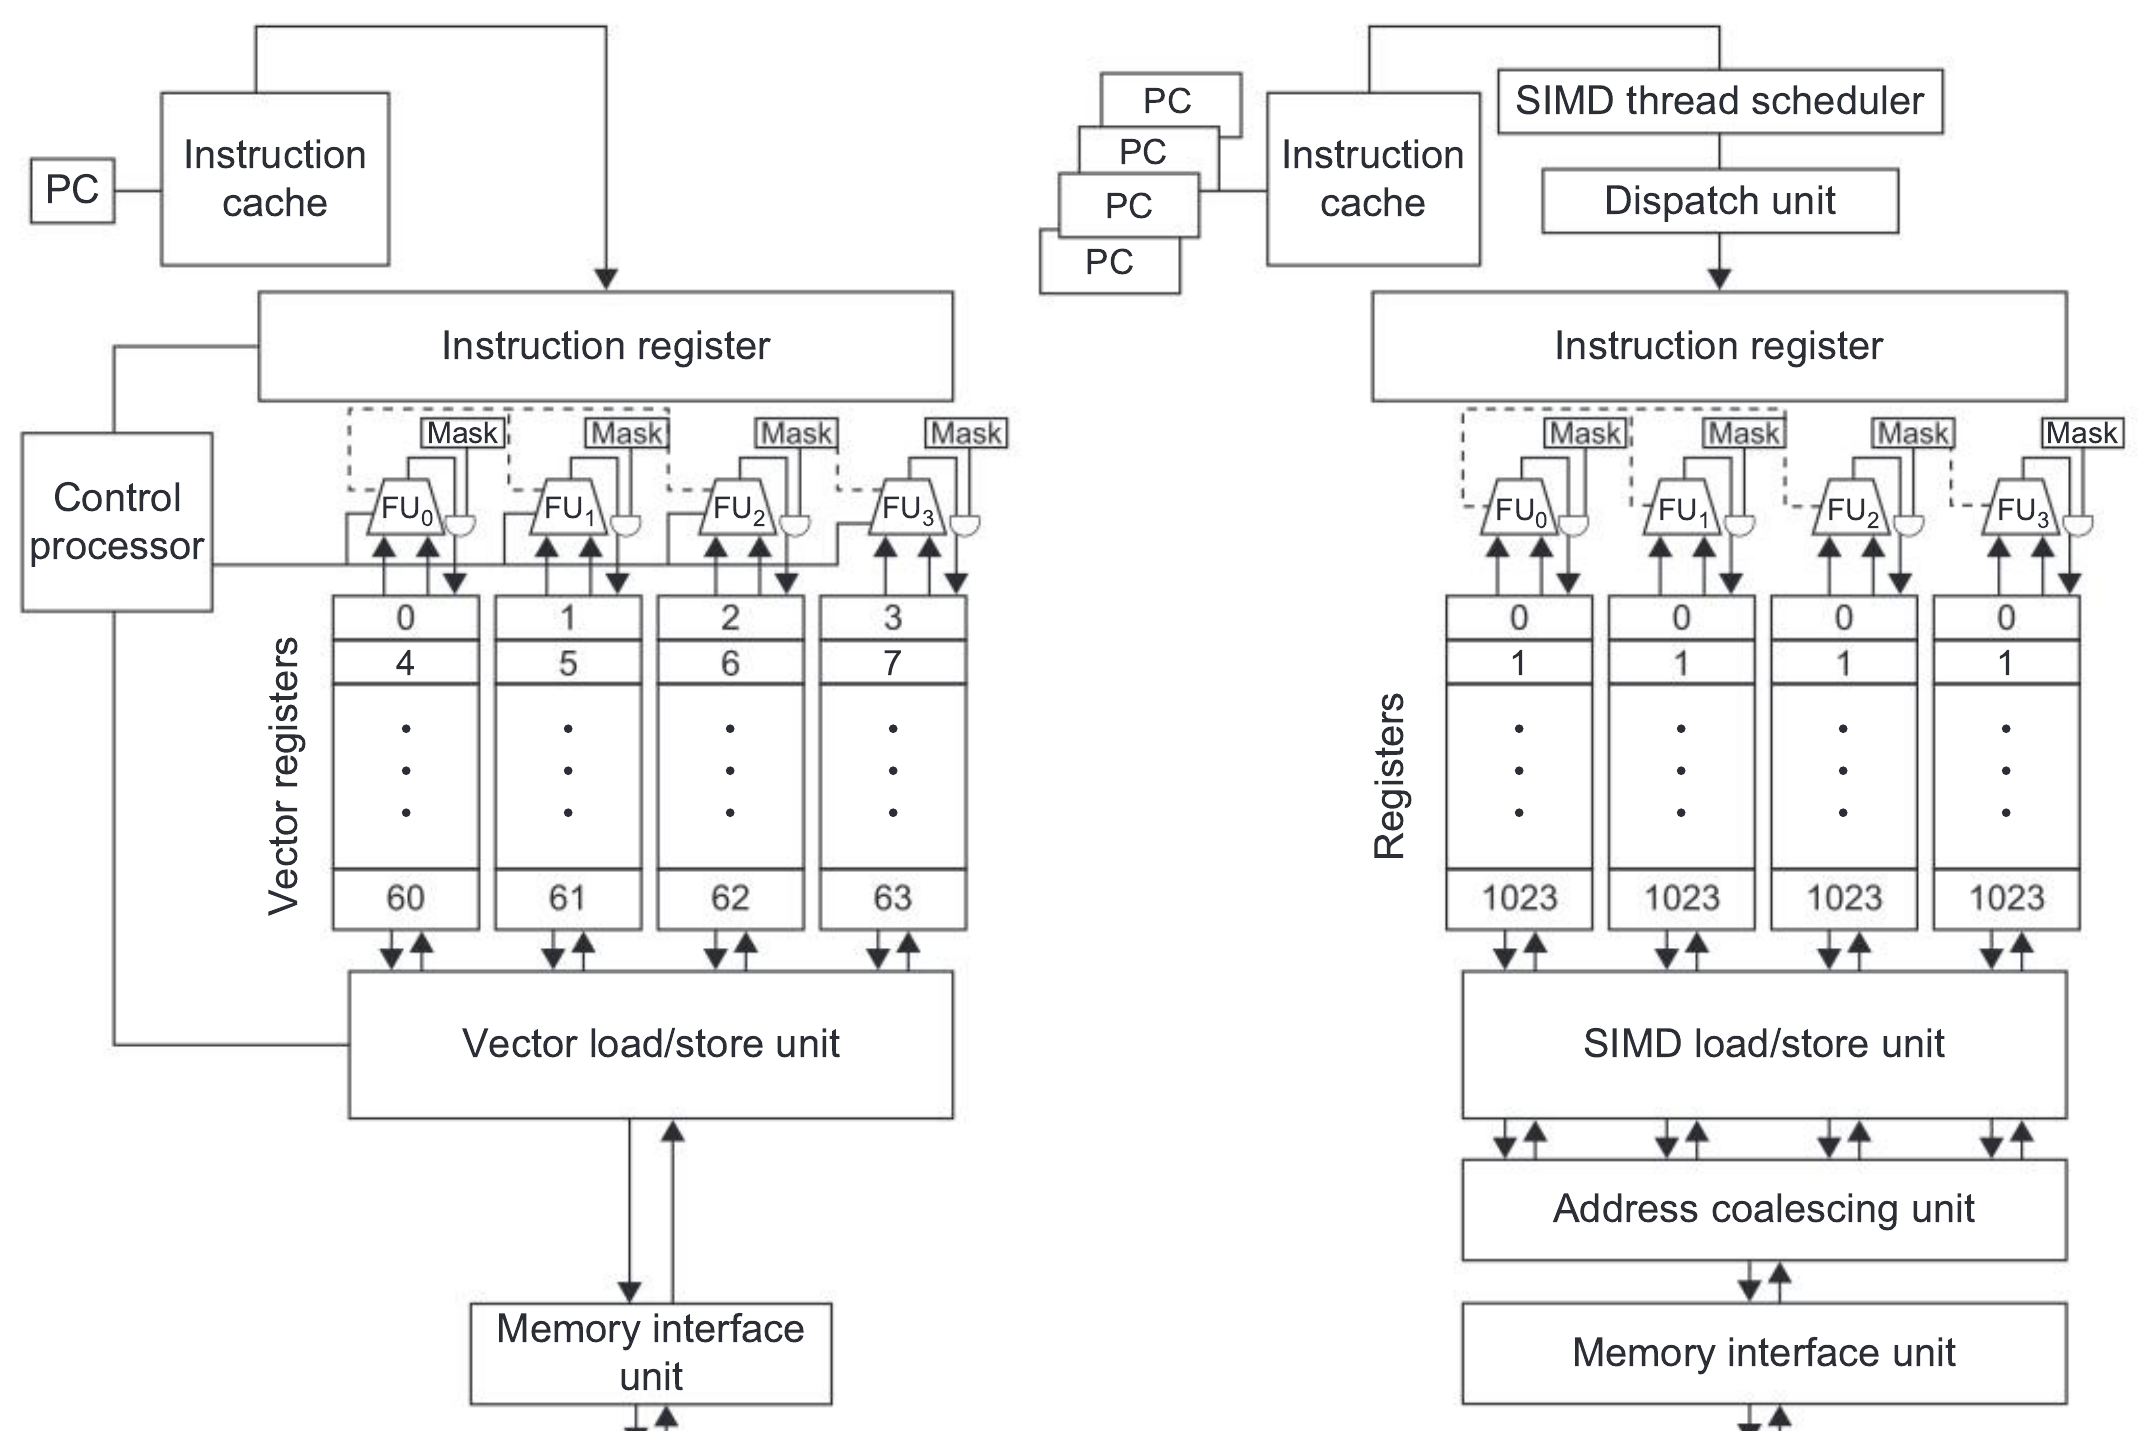 PC
Instruction
cache
Instruction register
Control
processor
Mask Mask Mask Mask
FU0 FU1 FU2 FU3
Vector registers
0 1 2 3
4 5 6 7
60 61 62 63
Vector load/store unit
Memory interface
unit
PC
PC
PC
PC
Instruction
cache
SIMD thread scheduler
Dispatch unit
Instruction register
Mask Mask Mask Mask
FU0 FU1 FU2 FU3
Registers
0 0 0 0
1 1 1 1
1023 1023 1023 1023
SIMD load/store unit
Address coalescing unit
Memory interface unit